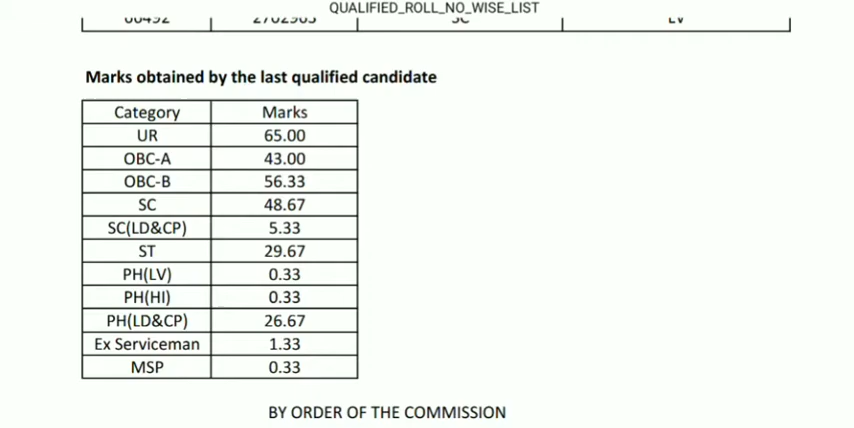 QUALIFIED_ROLL_NO_WISE_LIST
Marks obtained by the last qualified candidate
Category Marks
UR 65.00
OBC-A 43.00
OBC-B 56.33
SC 48.67
SC(LD&CP) 5.33
ST 29.67
PH(LV) 0.33
PH(HI) 0.33
PH(LD&CP) 26.67
Ex Serviceman 1.33
MSP 0.33
BY ORDER OF THE COMMISSION